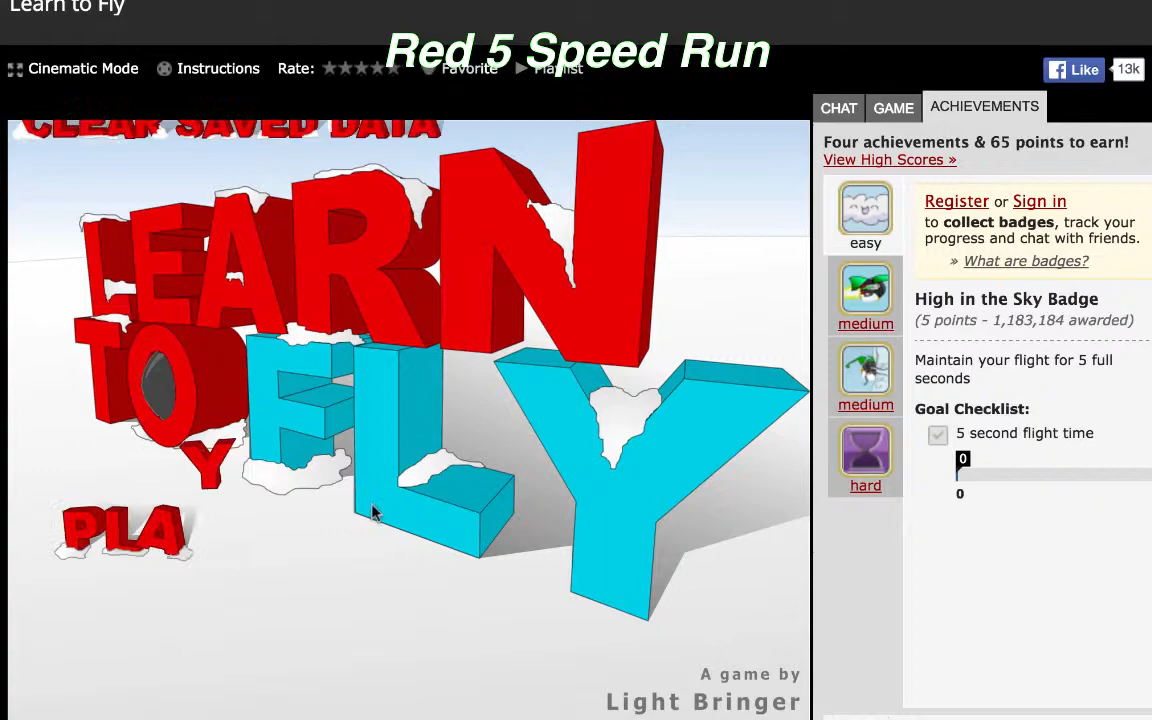 Learn to Fly
Red 5 Speed Run
Cinematic Mode Instructions Rate: Favorite Playlist Like 13k
CHAT GAME ACHIEVEMENTS
CLEAR SAVED DATA
Four achievements & 65 points to earn!
View High Scores »
easy
medium
medium
hard
Register or Sign in
to collect badges, track your
progress and chat with friends.
» What are badges?
High in the Sky Badge
(5 points - 1,183,184 awarded)
Maintain your flight for 5 full
seconds
Goal Checklist:
5 second flight time
0
0
LEARN
TO FLY
Y
PLA
A game by
Light Bringer